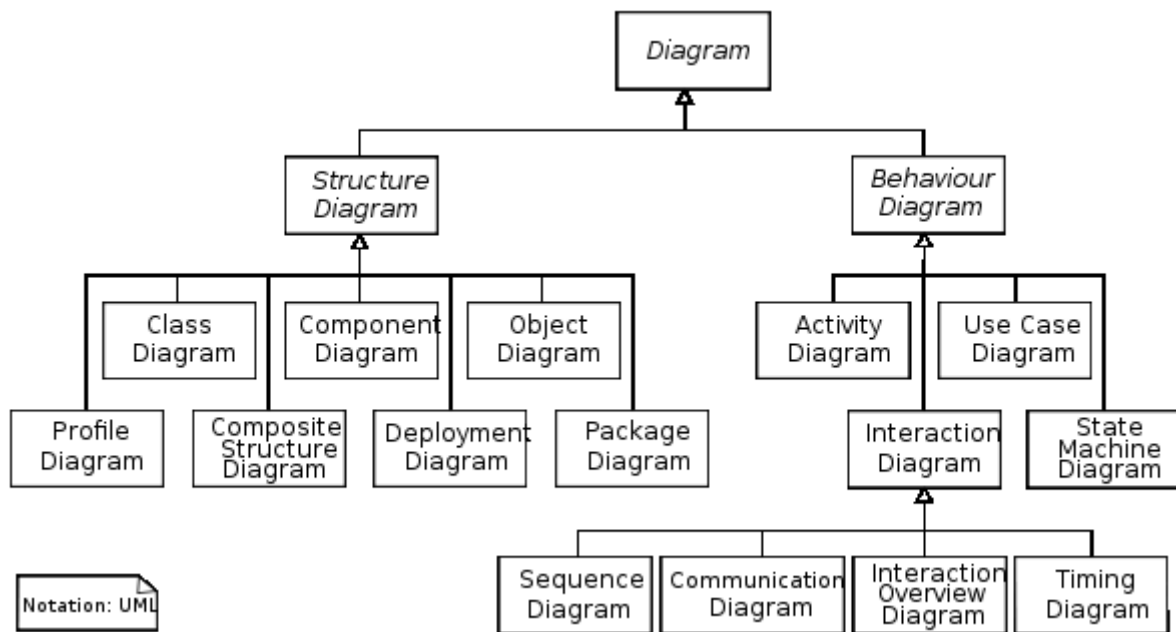 Diagram
Structure
Diagram
Behaviour
Diagram
Class
Diagram
Component
Diagram
Object
Diagram
Activity
Diagram
Use Case
Diagram
Profile
Diagram
Composite
Structure
Diagram
Deployment
Diagram
Package
Diagram
Interaction
Diagram
State
Machine
Diagram
Sequence
Diagram
Communication
Diagram
Interaction
Overview
Diagram
Timing
Diagram
Notation: UML